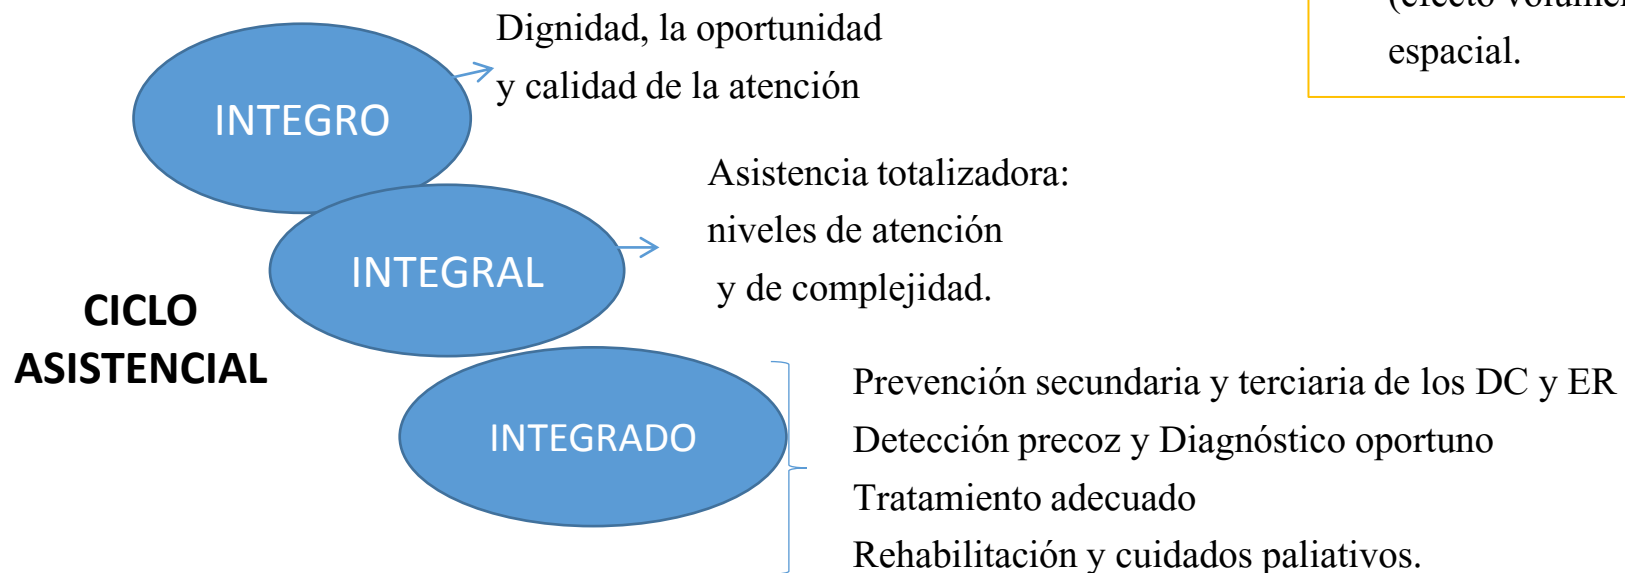 Dignidad, la oportunidad
y calidad de la atención
INTEGRO
espacial.
Asistencia totalizadora:
niveles de atención
y de complejidad.
INTEGRAL
CICLO
ASISTENCIAL
Prevención secundaria y terciaria de los DC y ER
Detección precoz y Diagnóstico oportuno
Tratamiento adecuado
Rehabilitación y cuidados paliativos.
INTEGRADO